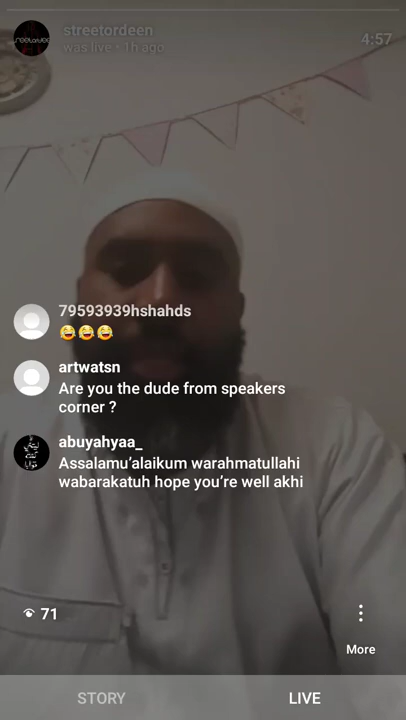 streetordeen
was live • 1h ago
4:57
79593939hshahds
😂😂😂
artwatsn
Are you the dude from speakers
corner ?
abuyahyaa_
Assalamu’alaikum warahmatullahi
wabarakatuh hope you’re well akhi
71
More
STORY
LIVE